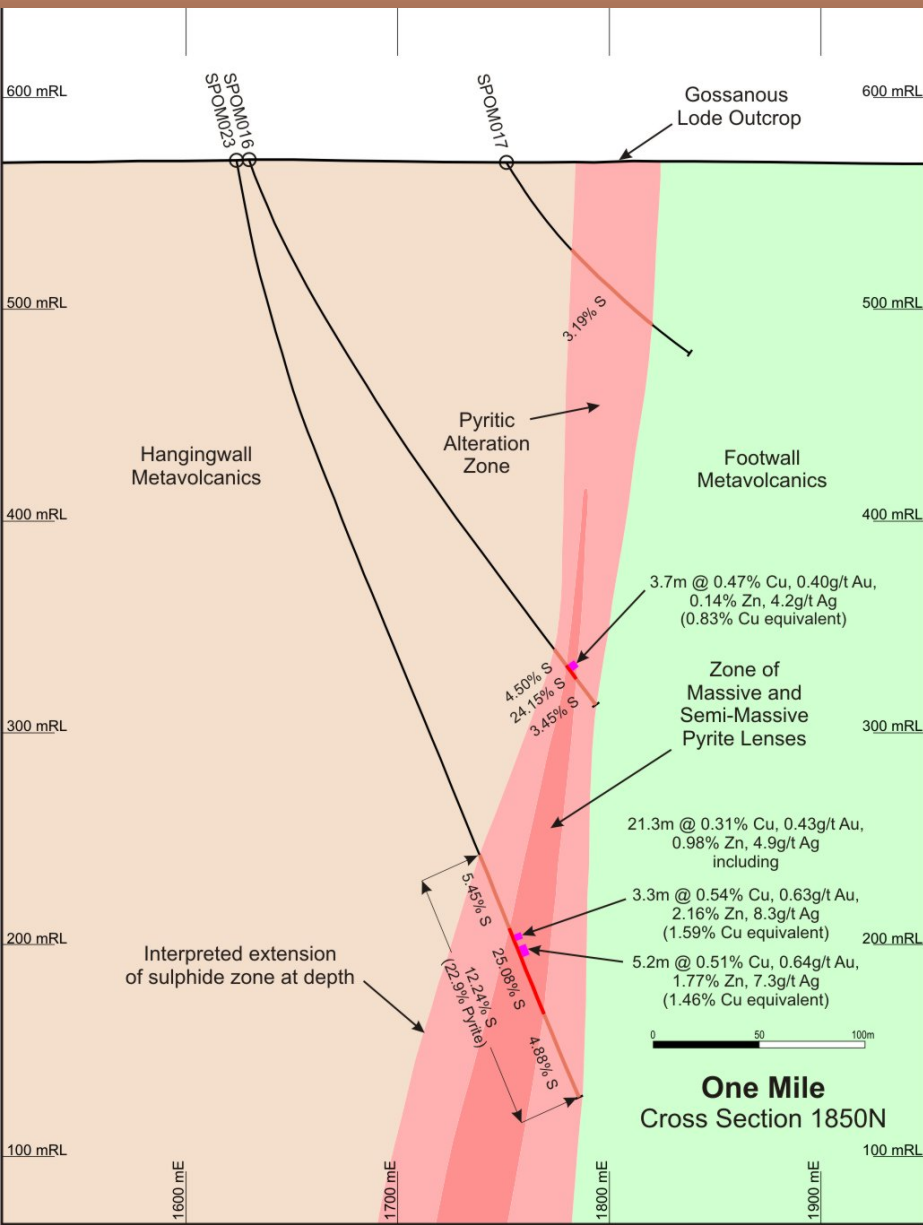 600 mRL
600 mRL
SPOM023
SPOM016
SPOM017
Gossanous
Lode Outcrop
500 mRL
500 mRL
3.19% S
Pyritic
Alteration
Zone
Hangingwall
Metavolcanics
Footwall
Metavolcanics
400 mRL
400 mRL
3.7m @ 0.47% Cu, 0.40g/t Au,
0.14% Zn, 4.2g/t Ag
(0.83% Cu equivalent)
4.50% S
24.15% S
3.45% S
Zone of
Massive and
Semi-Massive
Pyrite Lenses
300 mRL
300 mRL
21.3m @ 0.31% Cu, 0.43g/t Au,
0.98% Zn, 4.9g/t Ag
including
3.3m @ 0.54% Cu, 0.63g/t Au,
2.16% Zn, 8.3g/t Ag
(1.59% Cu equivalent)
5.45% S
200 mRL
200 mRL
Interpreted extension
of sulphide zone at depth
25.08% S
12.24% S
(22.9% Pyrite)
5.2m @ 0.51% Cu, 0.64g/t Au,
1.77% Zn, 7.3g/t Ag
(1.46% Cu equivalent)
4.88% S
0 50 100m
One Mile
Cross Section 1850N
100 mRL
100 mRL
1600 mE
1700 mE
1800 mE
1900 mE